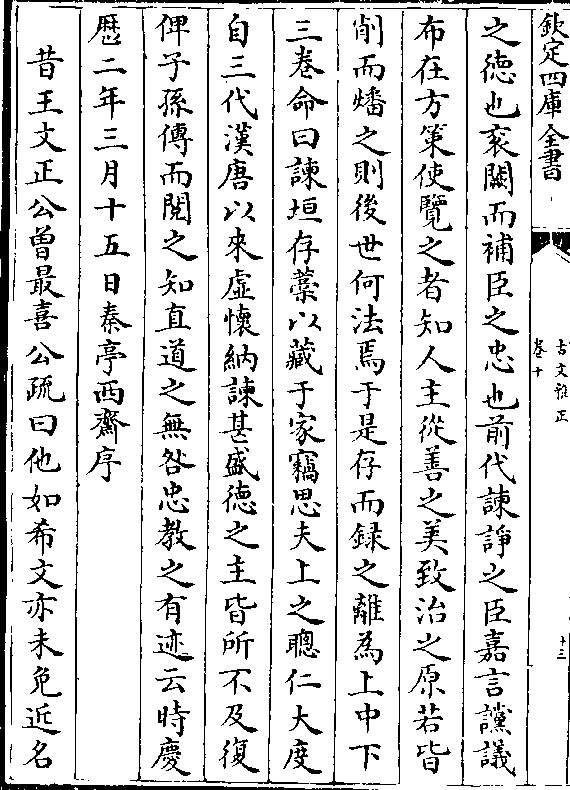 欽定四庫全書
古文雅正
卷十
十三
之徳也衮闕而補臣之忠也前代諫諍之臣嘉言讜議
布在方策使覽之者知人主從善之美致治之原若皆
削而燔之則後世何法焉于是存而録之離為上中下
三卷命曰諫垣存藁以藏于家竊思夫上之聰仁大度
自三代漢唐以來虛懷納諫甚盛德之主皆所不及復
俾子孫傳而閲之知直道之無咎忠教之有迹云時慶
厯二年三月十五日秦亭西齋序
昔王文正公曾最喜公疏曰他如希文亦未免近名